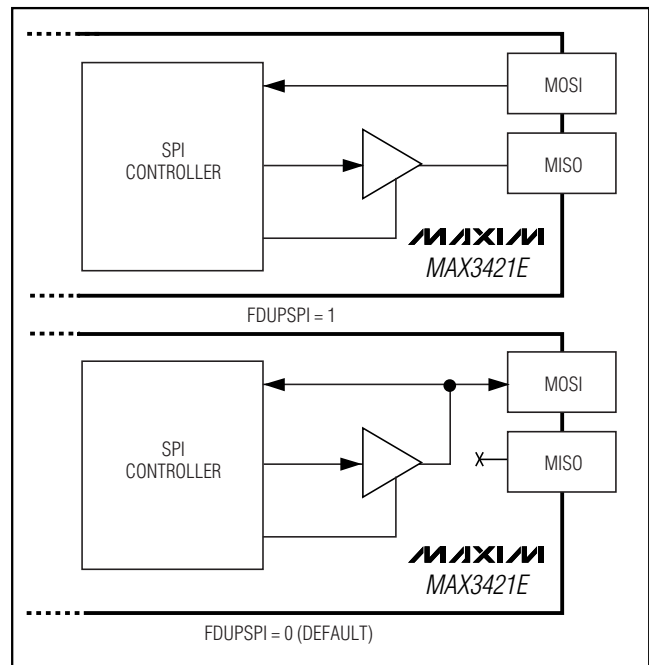 MOSI
SPI
CONTROLLER
MISO
MAXIM
MAX3421E
FDUPSPI = 1
MOSI
SPI
CONTROLLER
MISO
X
MAXIM
MAX3421E
FDUPSPI = 0 (DEFAULT)